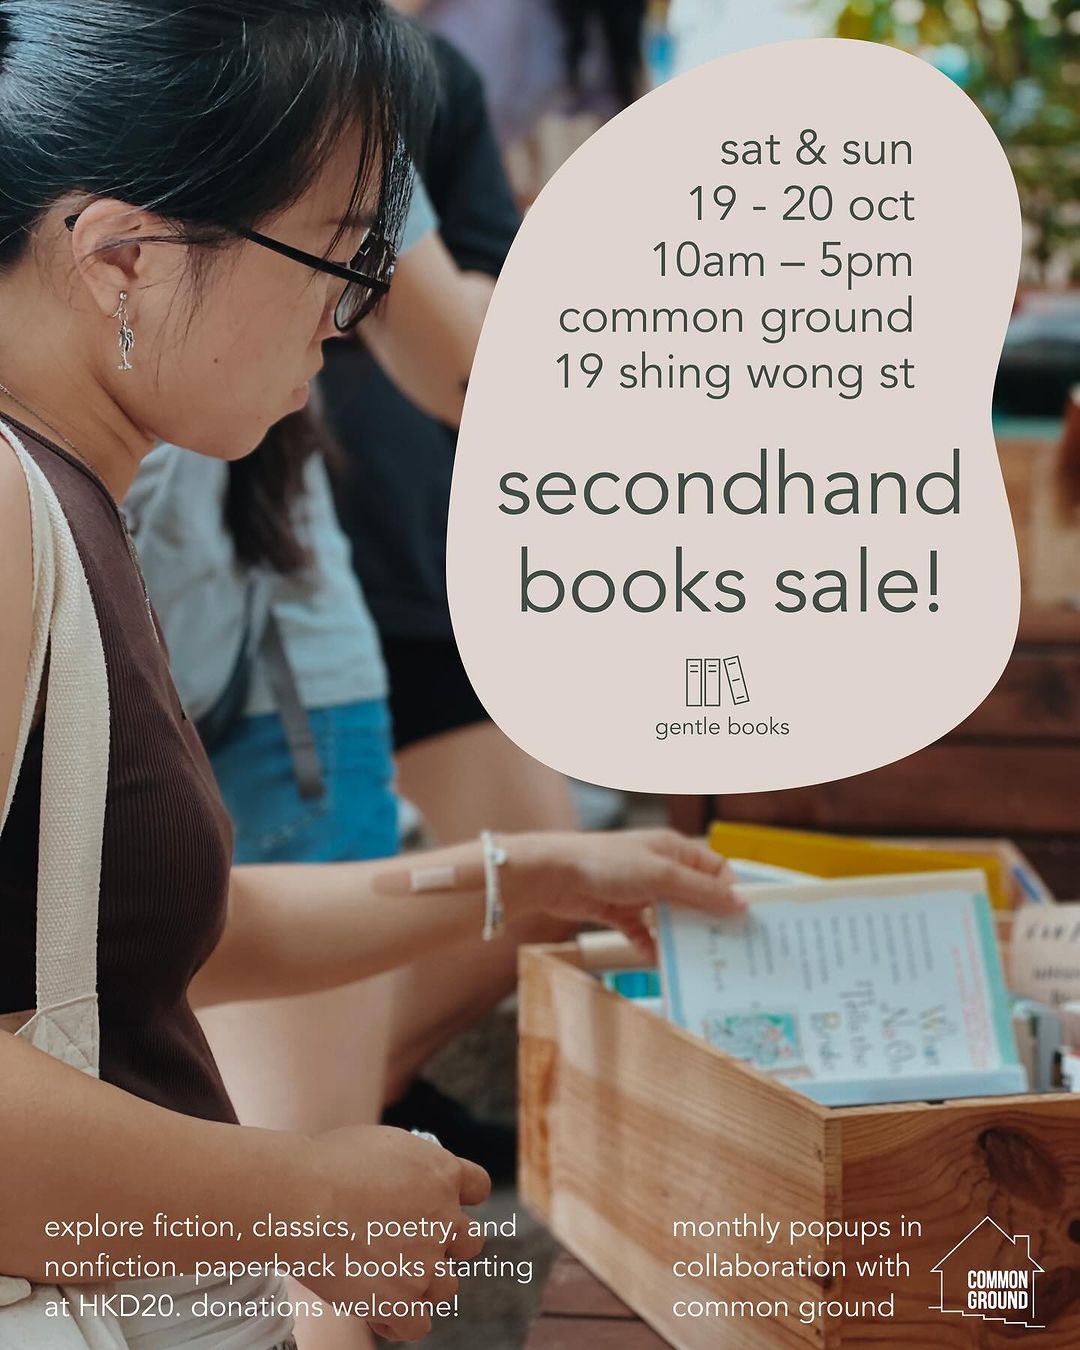 sat & sun
19 - 20 oct
10am – 5pm
common ground
19 shing wong st
secondhand
books sale!
gentle books
explore fiction, classics, poetry, and
nonfiction. paperback books starting
at HKD20. donations welcome!
monthly popups in
collaboration with
common ground
COMMON
GROUND